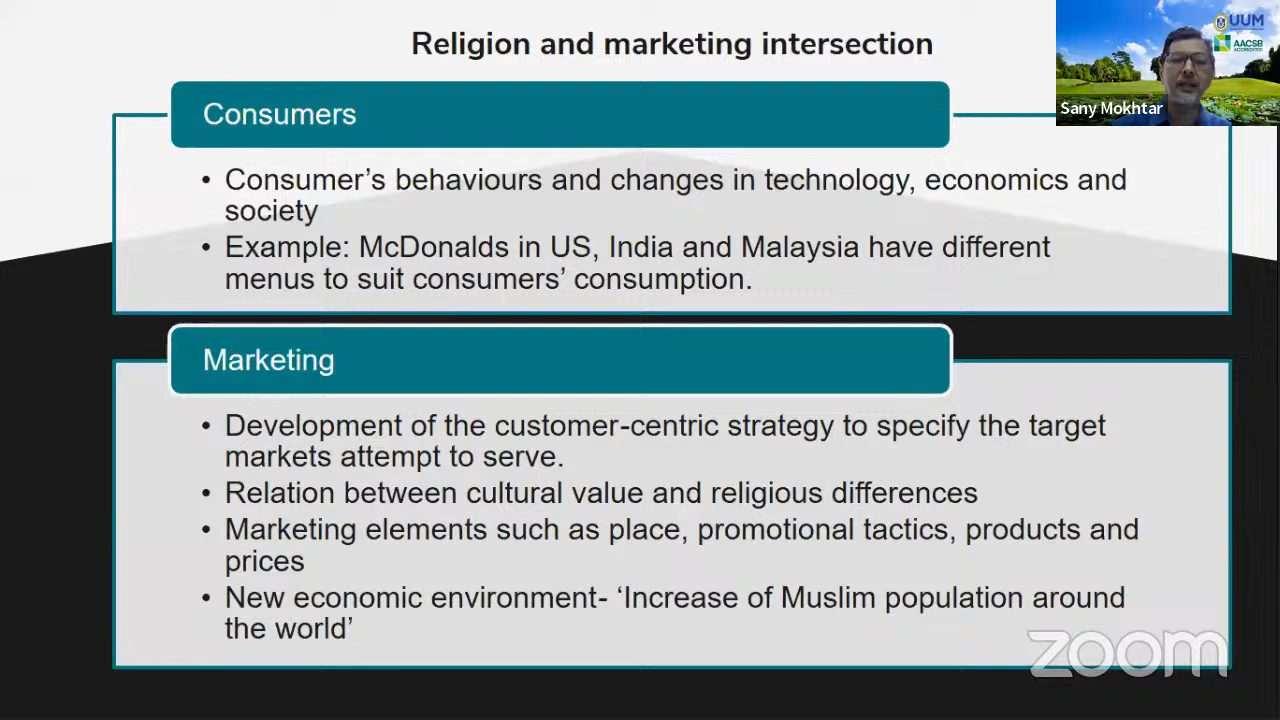 Religion and marketing intersection
UUM
AACSB
ACCREDITED
Sany Mokhtar
Consumers
• Consumer’s behaviours and changes in technology, economics and
society
• Example: McDonalds in US, India and Malaysia have different
menus to suit consumers’ consumption.
Marketing
• Development of the customer-centric strategy to specify the target
markets attempt to serve.
• Relation between cultural value and religious differences
• Marketing elements such as place, promotional tactics, products and
prices
• New economic environment- ‘Increase of Muslim population around
the world’
zoom